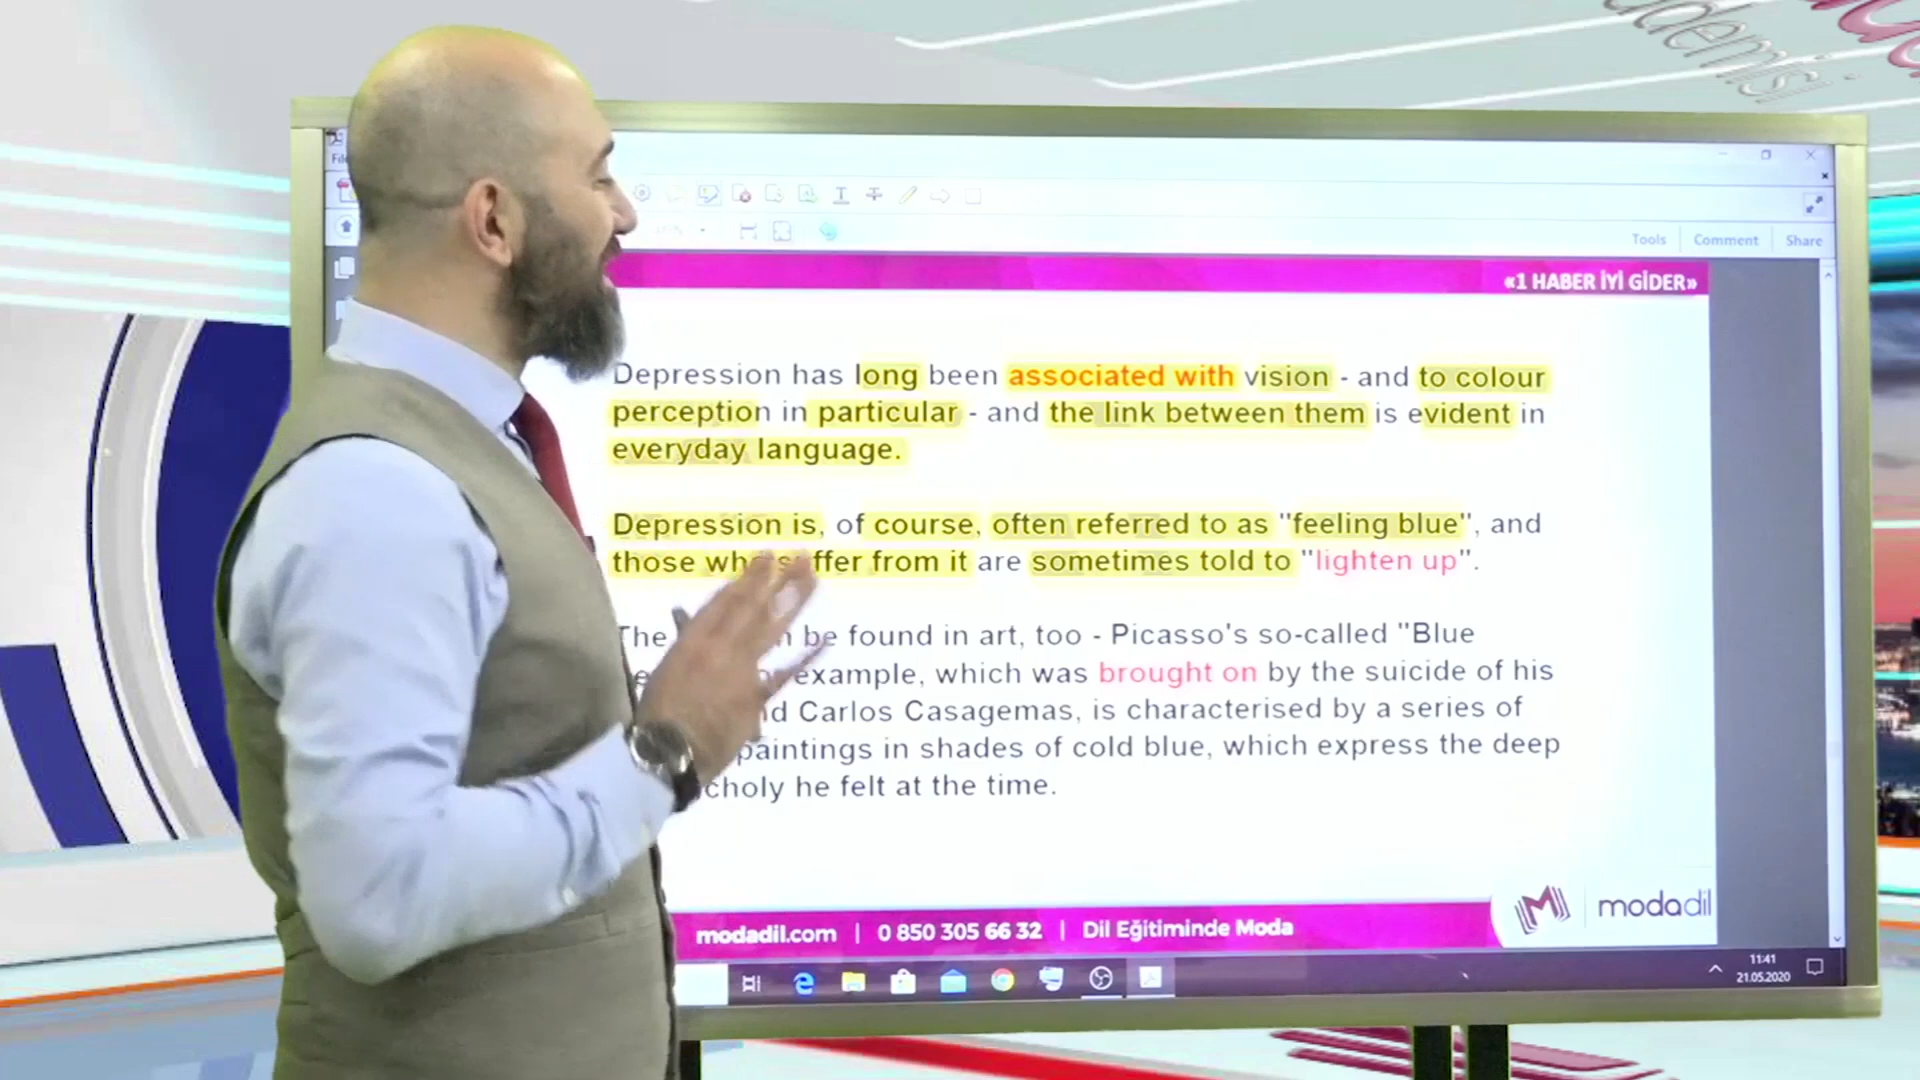 demisi
File
Tools Comment Share
«1 HABER İYİ GİDER»
Depression has long been associated with vision - and to colour
perception in particular - and the link between them is evident in
everyday language.
Depression is, of course, often referred to as "feeling blue", and
those who suffer from it are sometimes told to "lighten up".
The be found in art, too - Picasso's so-called "Blue
example, which was brought on by the suicide of his
Carlos Casagemas, is characterised by a series of
paintings in shades of cold blue, which express the deep
choly he felt at the time.
modadil
modadil.com | 0 850 305 66 32 | Dil Eğitiminde Moda
11:41
21.05.2020